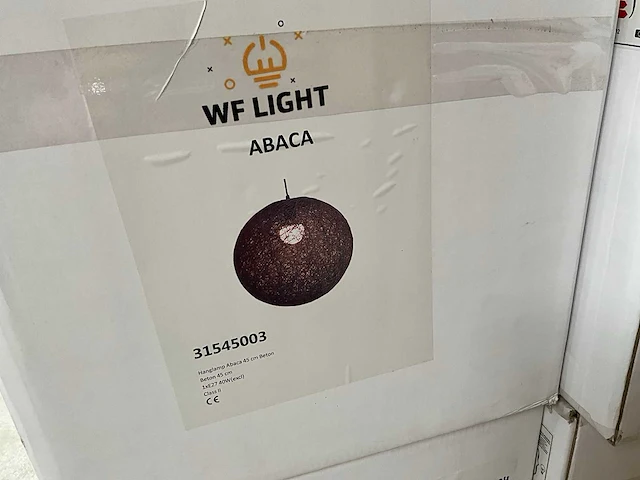 WF LIGHT
ABACA
31545003
Hanglamp Abaca 45 cm Beton
Beton 45 cm
1xE27 40W(excl)
Class II
CE